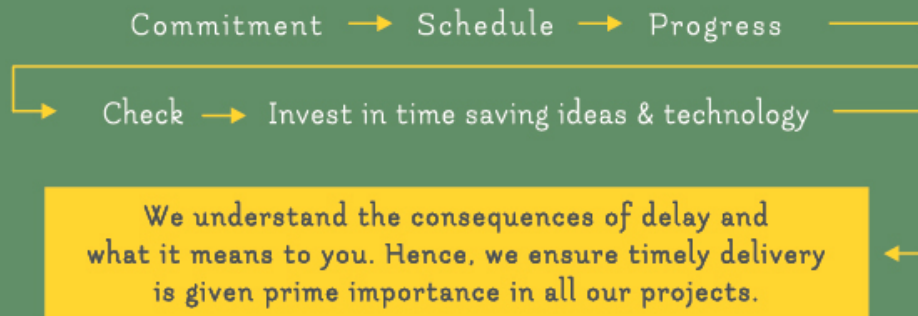 Commitment → Schedule → Progress
Check → Invest in time saving ideas & technology
We understand the consequences of delay and
what it means to you. Hence, we ensure timely delivery
is given prime importance in all our projects.